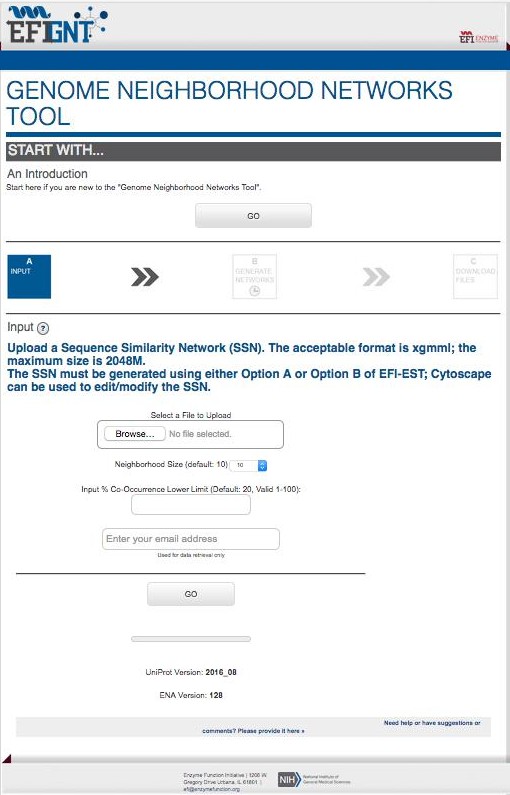 EFIGNT
EFI ENZYME
GENOME NEIGHBORHOOD NETWORKS
TOOL
START WITH...
An Introduction
Start here if you are new to the "Genome Neighborhood Networks Tool".
GO
A
INPUT
B
GENERATE
NETWORKS
C
DOWNLOAD
FILES
Input ?
Upload a Sequence Similarity Network (SSN). The acceptable format is xgmml; the
maximum size is 2048M.
The SSN must be generated using either Option A or Option B of EFI-EST; Cytoscape
can be used to edit/modify the SSN.
Select a File to Upload
Browse... No file selected.
Neighborhood Size (default: 10) 10
Input % Co-Occurrence Lower Limit (Default: 20, Valid 1-100):
Enter your email address
Used for data retrieval only
GO
UniProt Version: 2016_08
ENA Version: 128
Need help or have suggestions or
comments? Please provide it here »
Enzyme Function Initiative | 1206 W.
Gregory Drive Urbana, IL 61801 |
efi@enzymefunction.org
NIH National Institute of
General Medical Sciences